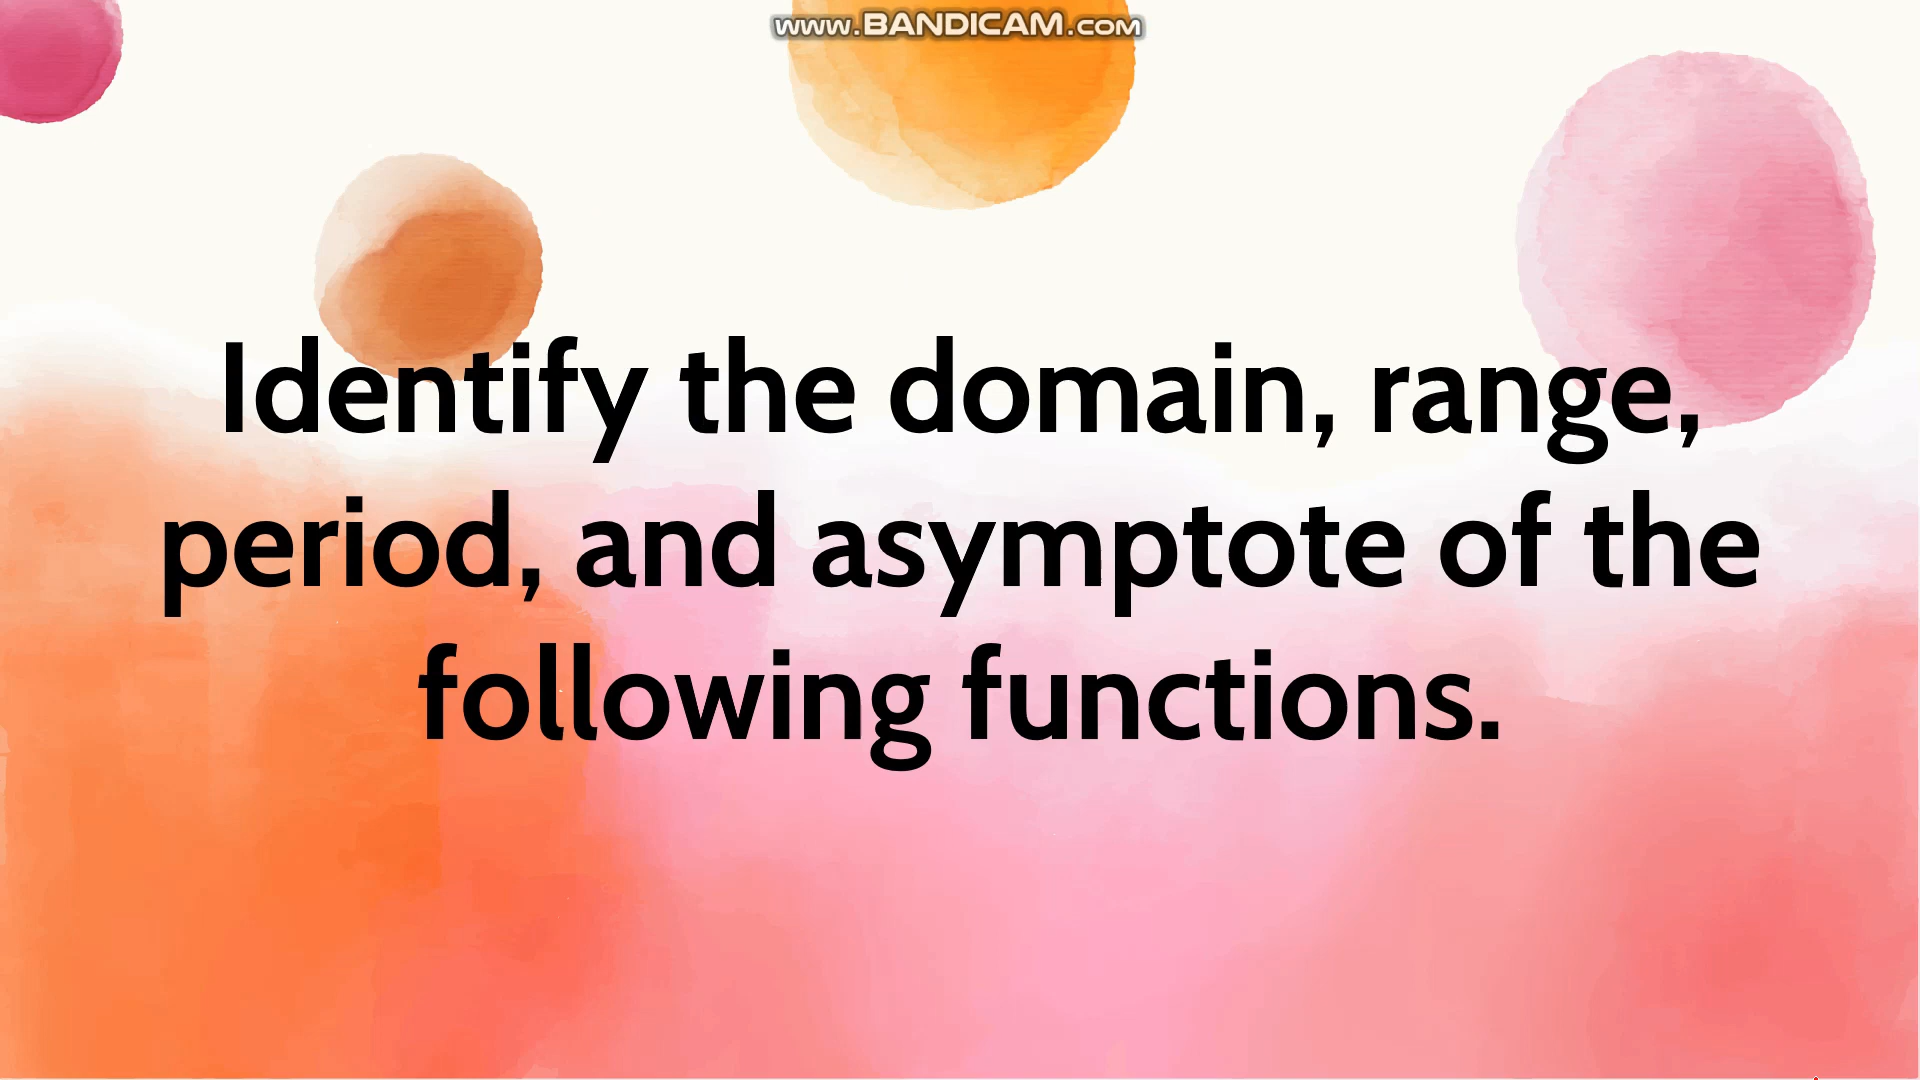 www.BANDICAM.com
Identify the domain, range,
period, and asymptote of the
following functions.